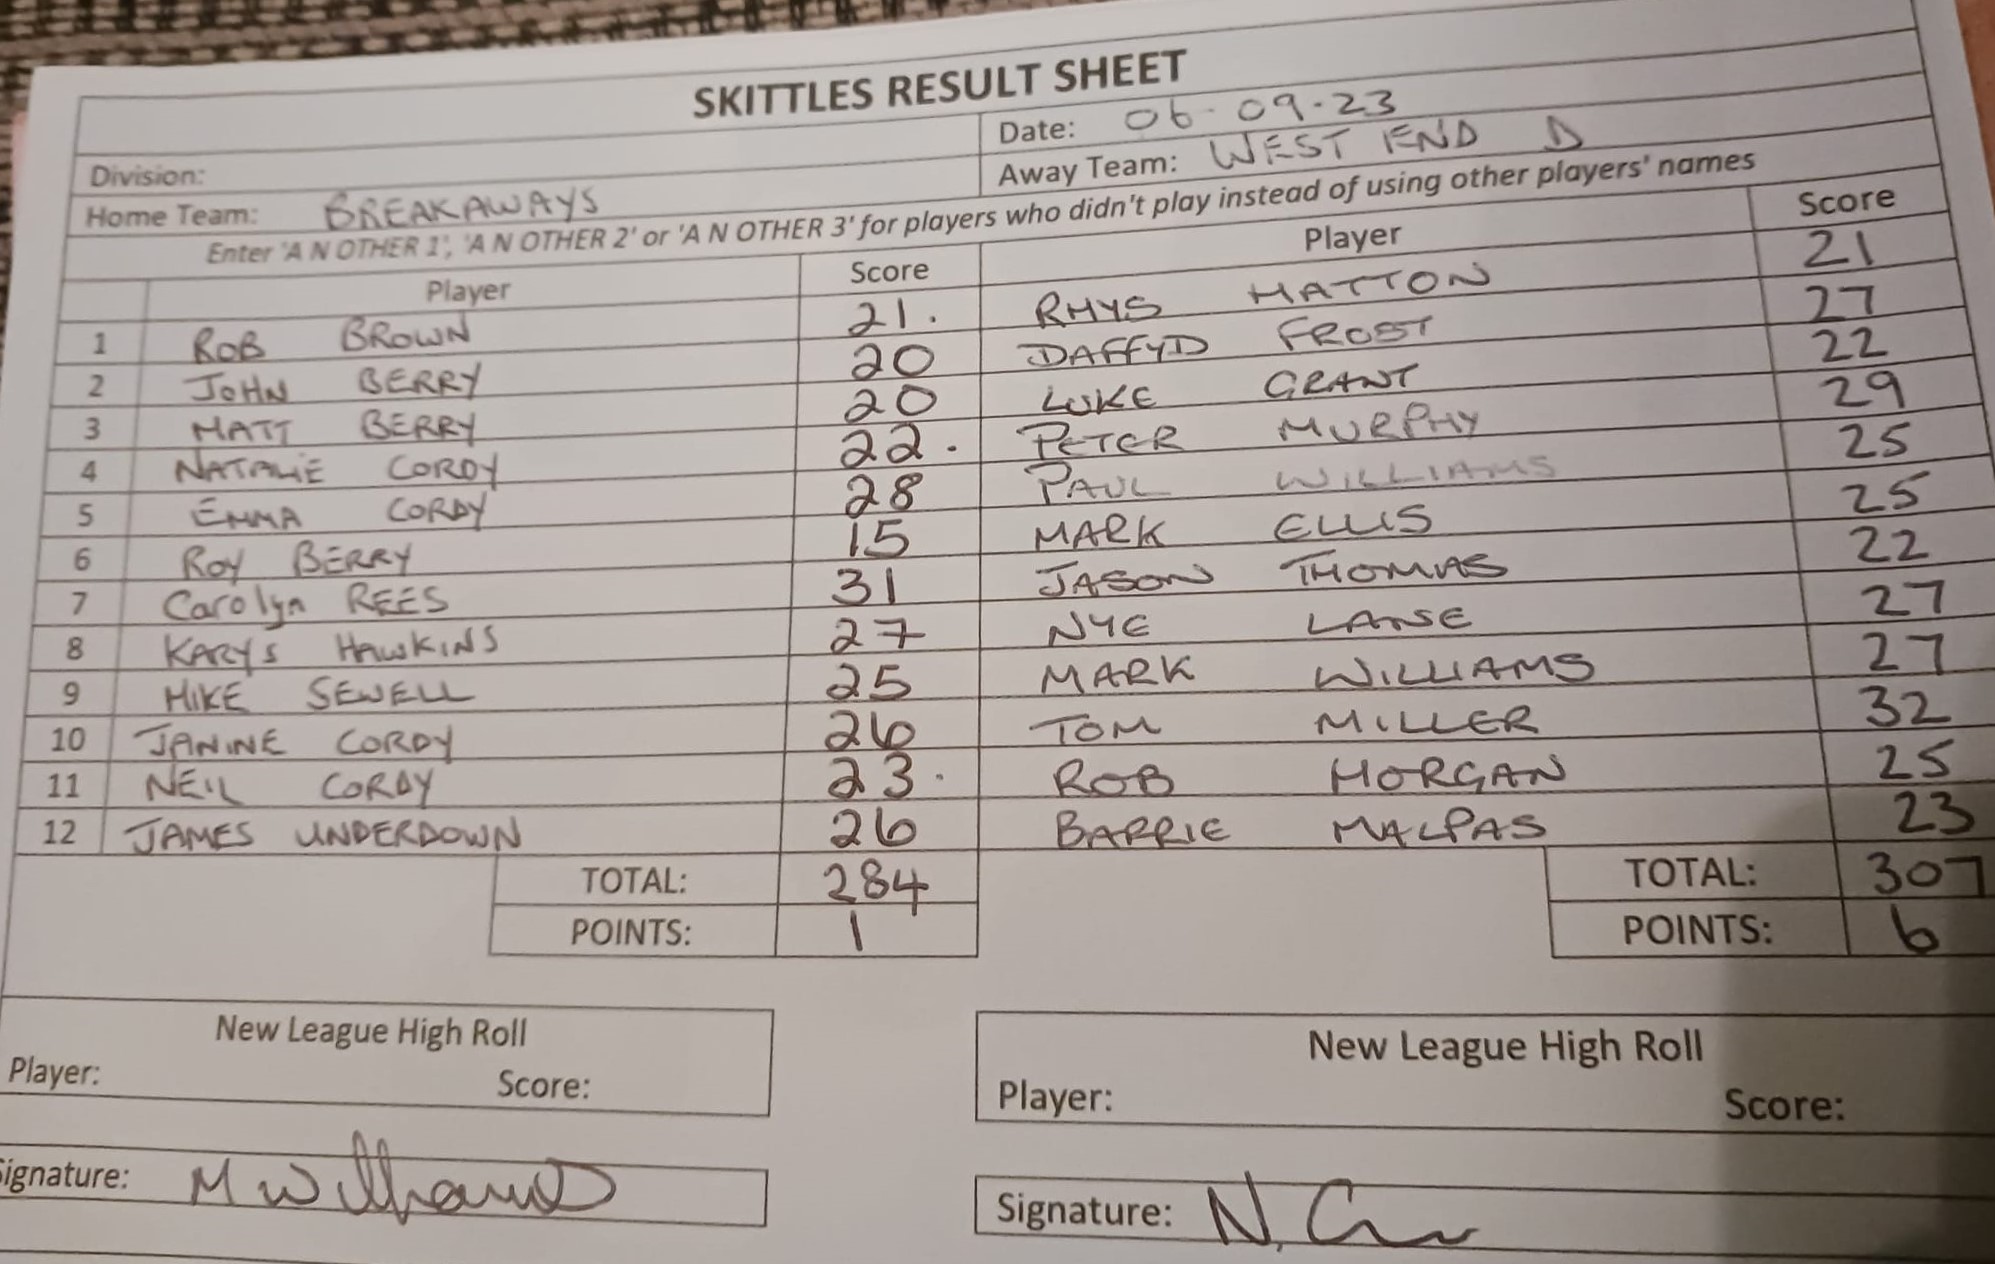 SKITTLES RESULT SHEET
Date: 06-09-23
Division:
Away Team: WEST END D
Home Team: BREAKAWAYS
Enter 'A N OTHER 1', 'A N OTHER 2' or 'A N OTHER 3' for players who didn't play instead of using other players' names
Player Score Player Score
1 ROB BROWN 21. RHYS HATTON 21
2 JOHN BERRY 20 DAFFYD FROST 27
3 MATT BERRY 20 LUKE GRANT 22
4 NATALIE CORDY 22. PETER MURPHY 29
5 EMMA CORDY 28 PAUL WILLIAMS 25
6 ROY BERRY 15 MARK ELLIS 25
7 Carolyn REES 31 JASON THOMAS 22
8 KARYS HAWKINS 27 NYE LANSE 27
9 MIKE SEWELL 25 MARK WILLIAMS 27
10 JANINE CORDY 26 TOM MILLER 32
11 NEIL CORDY 23. ROB MORGAN 25
12 JAMES UNDERDOWN 26 BARRIE MALPAS 23
TOTAL: 284 TOTAL: 307
POINTS: 1 POINTS: 6
New League High Roll
Player: Score:
New League High Roll
Player: Score:
Signature: M Williams
Signature: N.